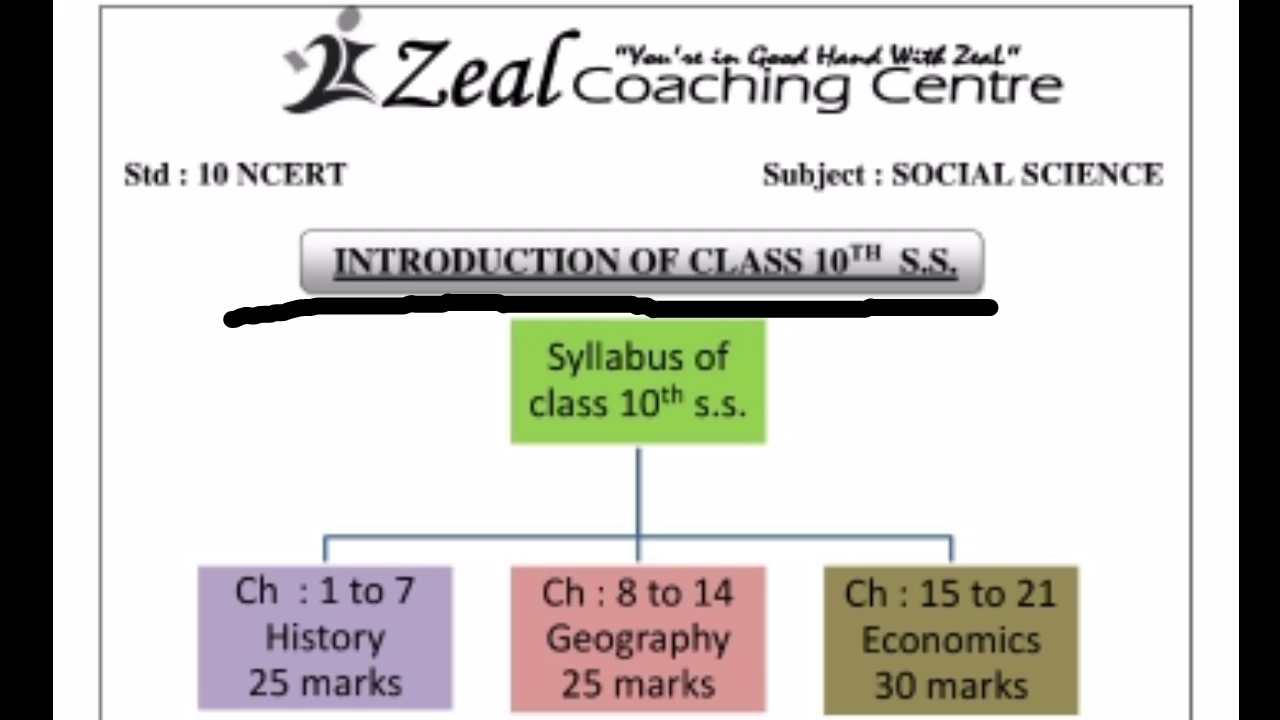 "You're in Good Hand With Zeal"
Zeal Coaching Centre
Std : 10 NCERT Subject : SOCIAL SCIENCE
INTRODUCTION OF CLASS 10TH S.S.
Syllabus of
class 10th s.s.
Ch : 1 to 7
History
25 marks
Ch : 8 to 14
Geography
25 marks
Ch : 15 to 21
Economics
30 marks